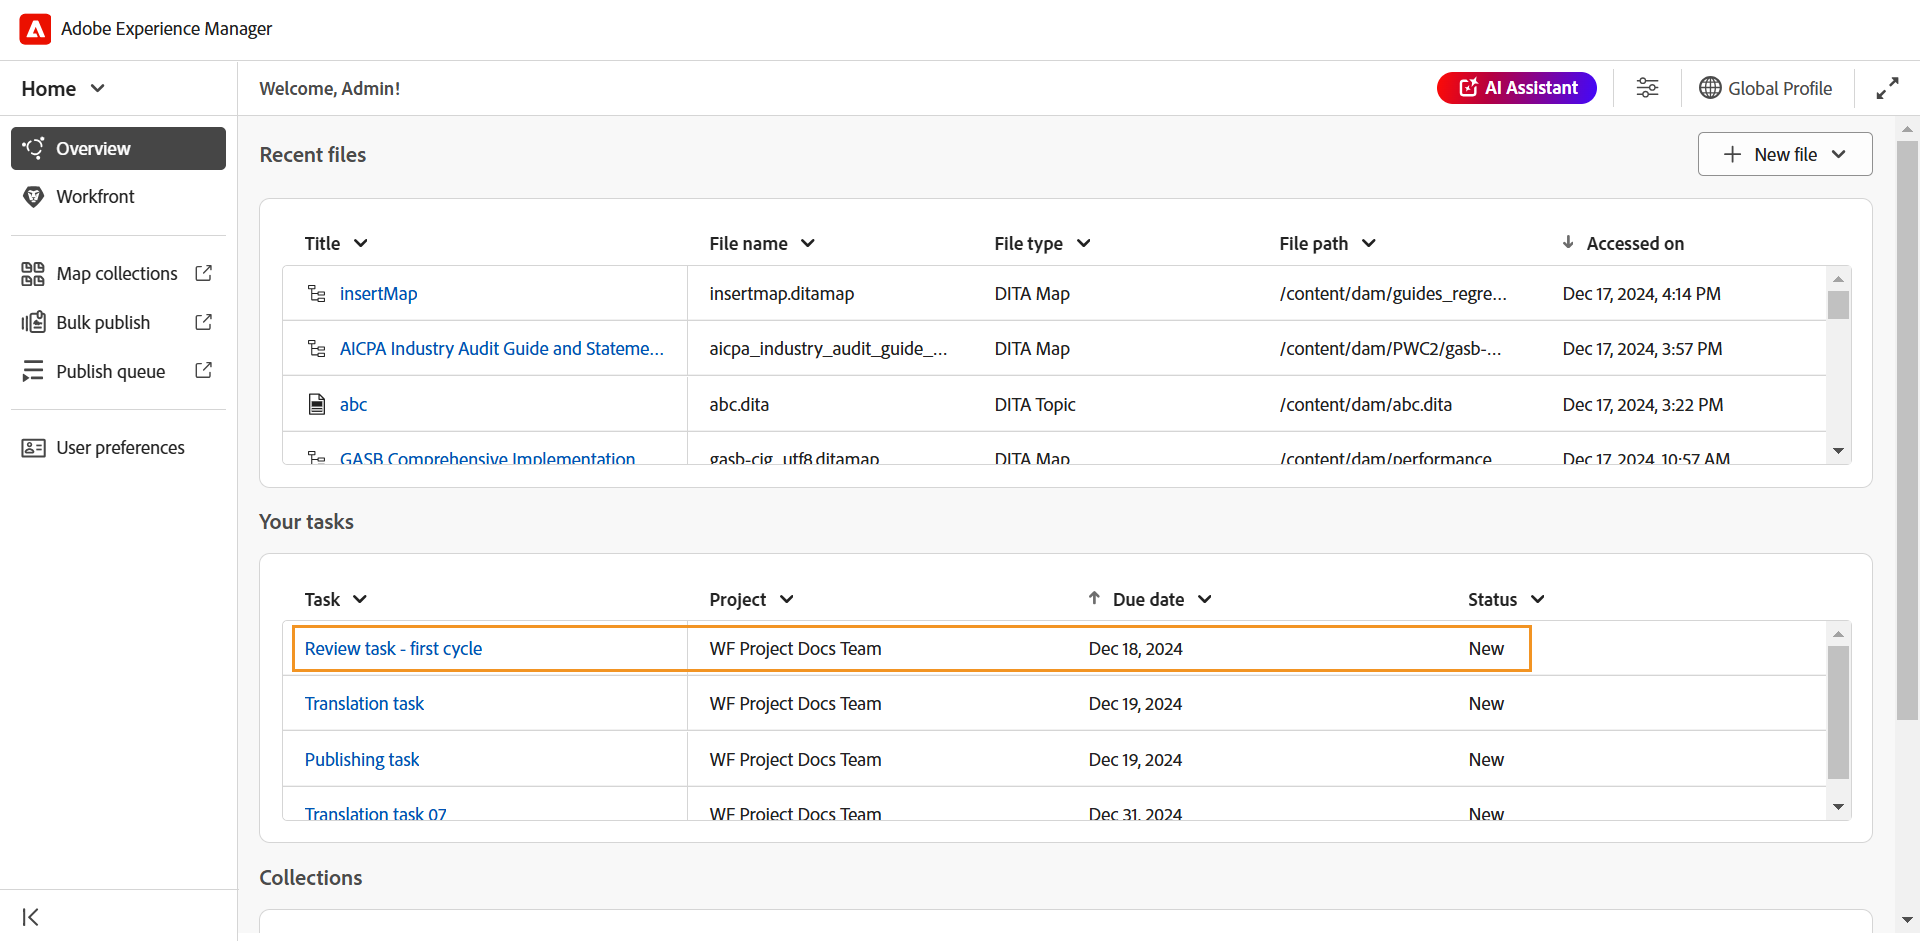 Adobe Experience Manager
Home
Welcome, Admin!
AI Assistant
Global Profile
Overview
Workfront
Map collections
Bulk publish
Publish queue
User preferences
Recent files
New file
Title File name File type File path Accessed on
insertMap insertmap.ditamap DITA Map /content/dam/guides_regre... Dec 17, 2024, 4:14 PM
AICPA Industry Audit Guide and Stateme... aicpa_industry_audit_guide_... DITA Map /content/dam/PWC2/gasb-... Dec 17, 2024, 3:57 PM
abc abc.dita DITA Topic /content/dam/abc.dita Dec 17, 2024, 3:22 PM
GASB Comprehensive Implementation gasb-cig_utf8.ditamap DITA Map /content/dam/performance Dec 17, 2024, 10:57 AM
Your tasks
Task Project Due date Status
Review task - first cycle WF Project Docs Team Dec 18, 2024 New
Translation task WF Project Docs Team Dec 19, 2024 New
Publishing task WF Project Docs Team Dec 19, 2024 New
Translation task 07 WF Project Docs Team Dec 31, 2024 New
Collections